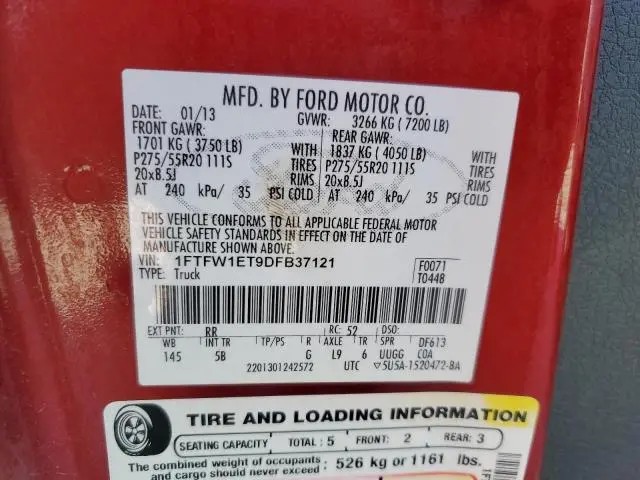 MFD. BY FORD MOTOR CO.
DATE: 01/13 GVWR: 3266 KG ( 7200 LB)
FRONT GAWR: REAR GAWR:
1701 KG ( 3750 LB) WITH 1837 KG ( 4050 LB) WITH
P275/55R20 111S TIRES P275/55R20 111S TIRES
20x8.5J RIMS 20x8.5J RIMS
AT 240 kPa/ 35 PSI COLD AT 240 kPa/ 35 PSI COLD
THIS VEHICLE CONFORMS TO ALL APPLICABLE FEDERAL MOTOR
VEHICLE SAFETY STANDARDS IN EFFECT ON THE DATE OF
MANUFACTURE SHOWN ABOVE.
VIN: 1FTFW1ET9DFB37121 F0071
TYPE: Truck T0448
EXT PNT: RR RC: 52 DSO:
WB INT TR TP/PS R AXLE TR SPR DF613
145 5B G L9 6 UUGG COA
2201301242572 UTC ▽5U5A-1520472-BA
TIRE AND LOADING INFORMATION
SEATING CAPACITY TOTAL : 5 FRONT: 2 REAR: 3
The combined weight of occupants and cargo should never exceed : 526 kg or 1161 lbs.